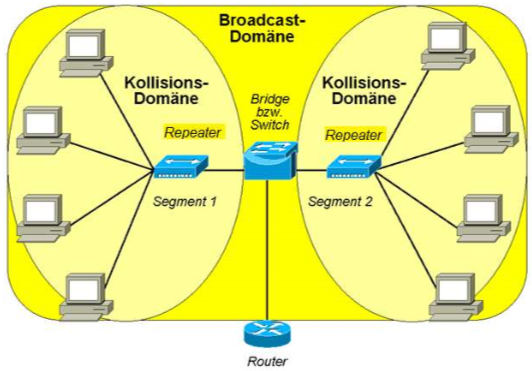 Broadcast-
Domäne
Kollisions-
Domäne
Repeater
Segment 1
Bridge
bzw.
Switch
Kollisions-
Domäne
Repeater
Segment 2
Router